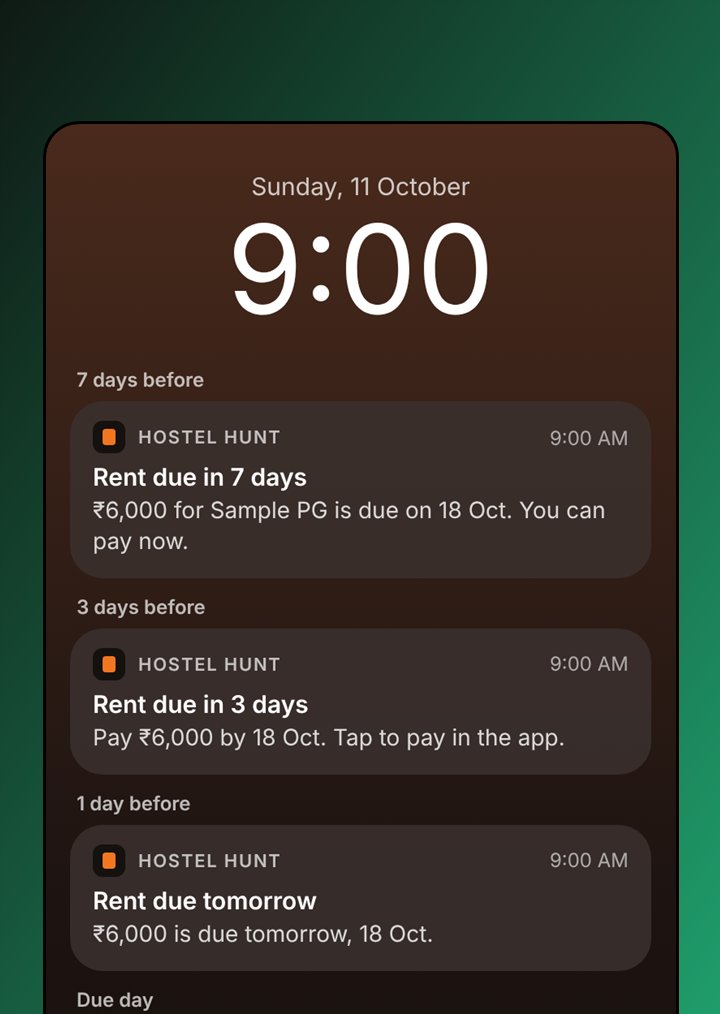 Sunday, 11 October
9:00
7 days before
HOSTEL HUNT 9:00 AM
Rent due in 7 days
₹6,000 for Sample PG is due on 18 Oct. You can
pay now.
3 days before
HOSTEL HUNT 9:00 AM
Rent due in 3 days
Pay ₹6,000 by 18 Oct. Tap to pay in the app.
1 day before
HOSTEL HUNT 9:00 AM
Rent due tomorrow
₹6,000 is due tomorrow, 18 Oct.
Due day